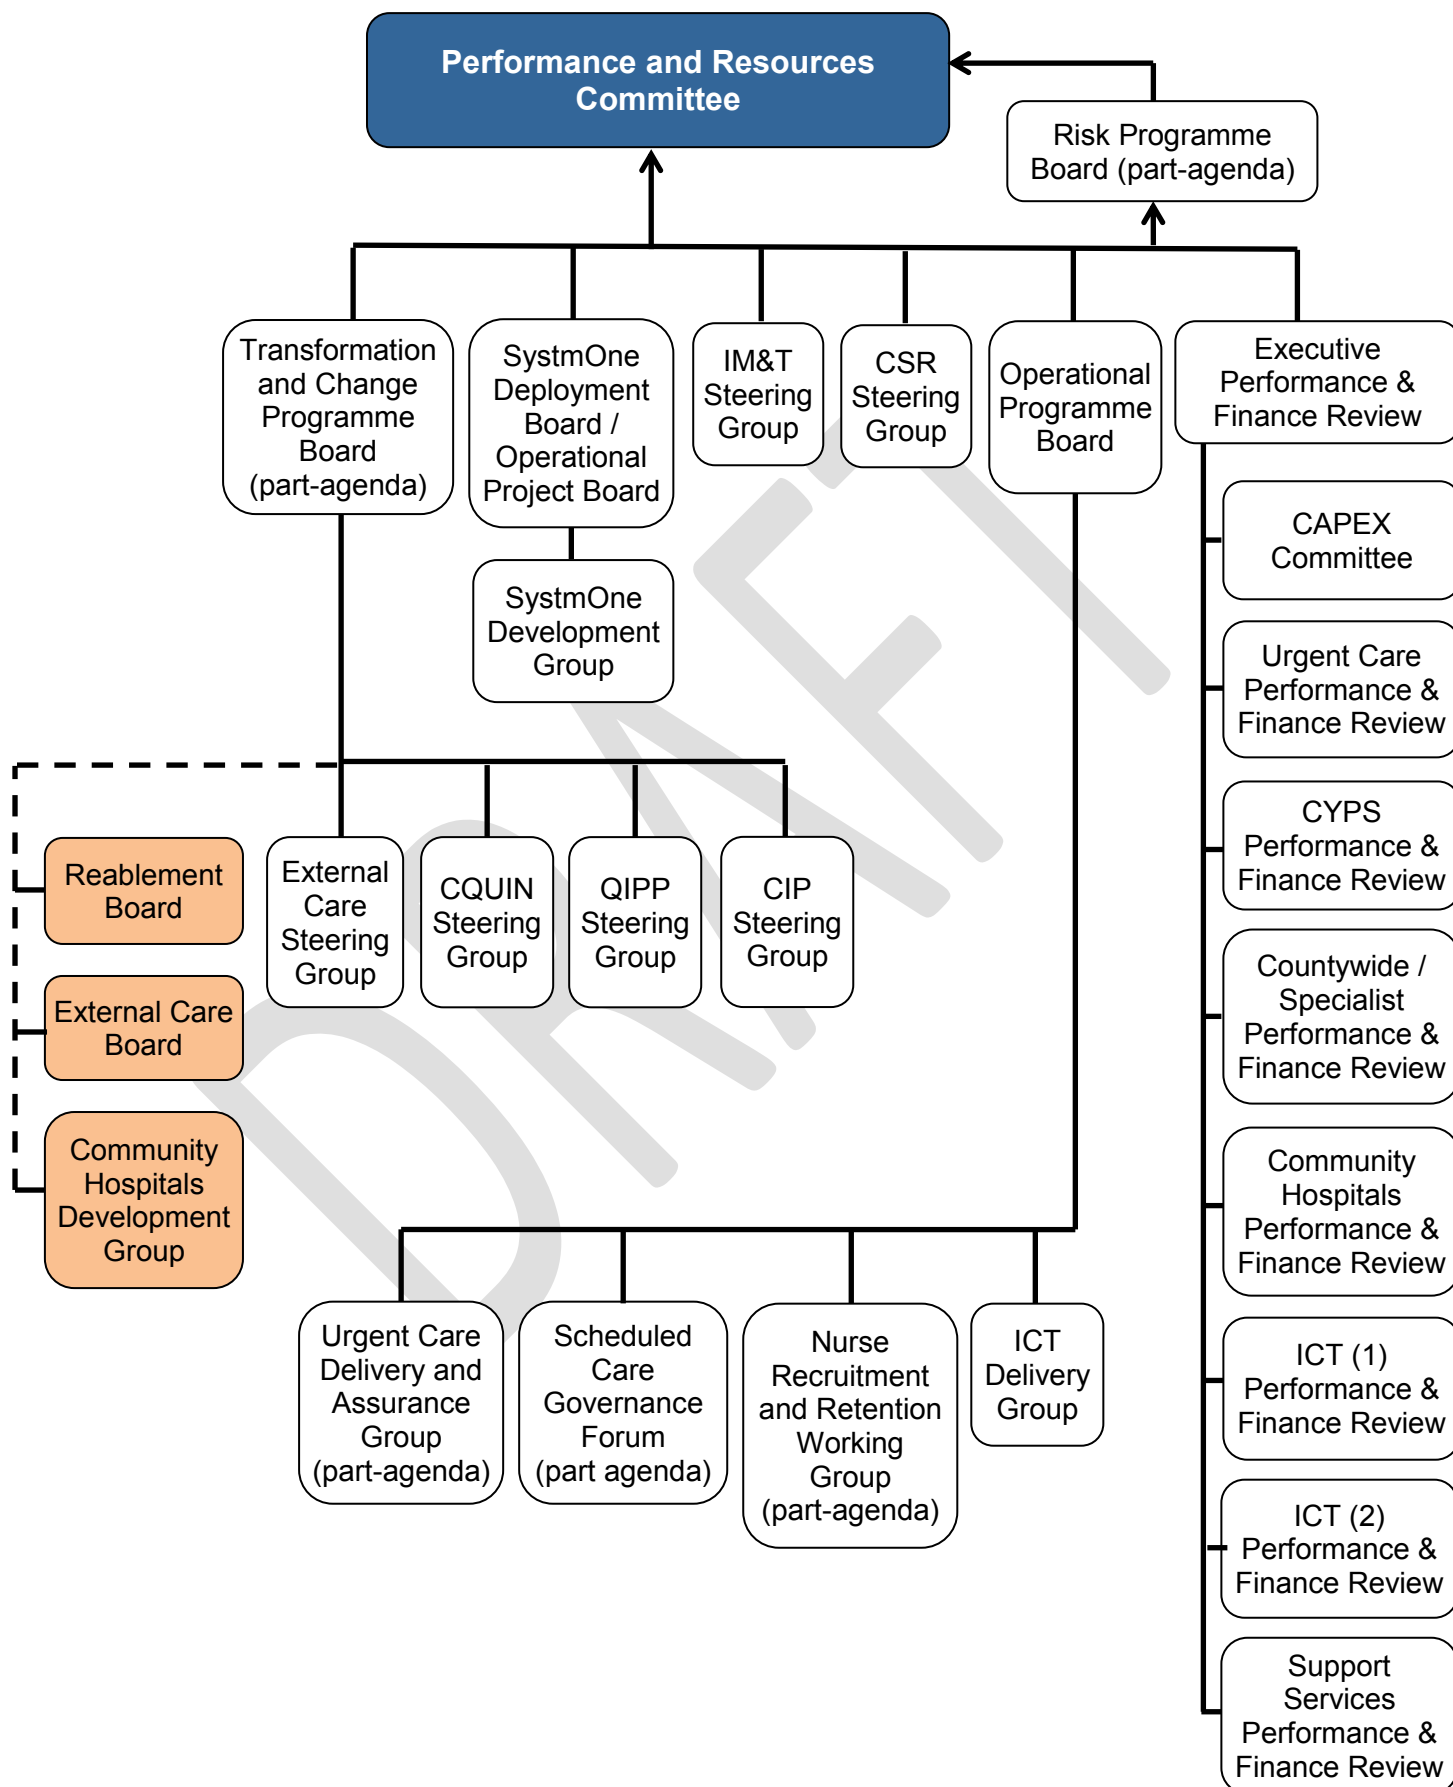 Performance and Resources
Committee
Risk Programme
Board (part-agenda)
Transformation
and Change
Programme
Board
(part-agenda)
SystmOne
Deployment
Board /
Operational
Project Board
IM&T
Steering
Group
CSR
Steering
Group
Operational
Programme
Board
Executive
Performance &
Finance Review
SystmOne
Development
Group
CAPEX
Committee
Urgent Care
Performance &
Finance Review
CYPS
Performance &
Finance Review
Countywide /
Specialist
Performance &
Finance Review
Community
Hospitals
Performance &
Finance Review
ICT (1)
Performance &
Finance Review
ICT (2)
Performance &
Finance Review
Support
Services
Performance &
Finance Review
Reablement
Board
External Care
Board
Community
Hospitals
Development
Group
External
Care
Steering
Group
CQUIN
Steering
Group
QIPP
Steering
Group
CIP
Steering
Group
Urgent Care
Delivery and
Assurance
Group
(part-agenda)
Scheduled
Care
Governance
Forum
(part agenda)
Nurse
Recruitment
and Retention
Working
Group
(part-agenda)
ICT
Delivery
Group
DRAFT